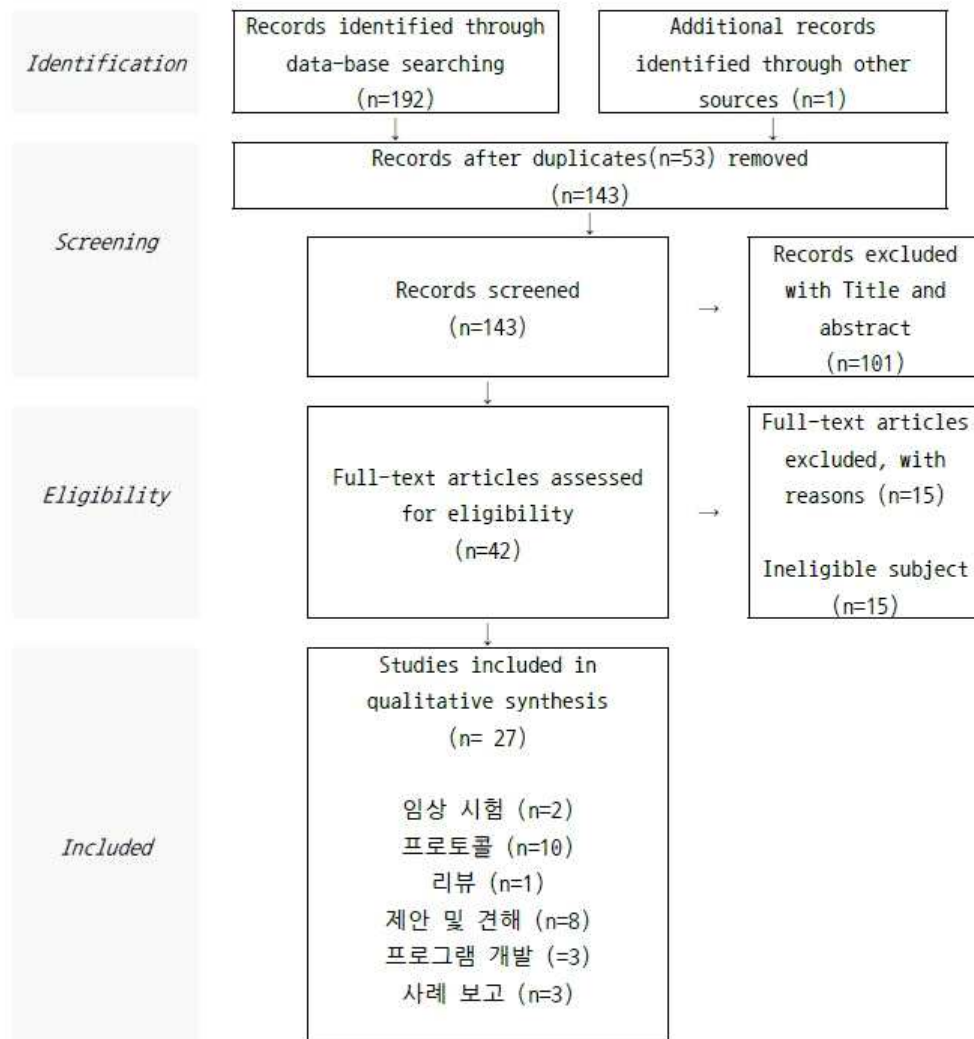 Identification
Records identified through
data-base searching
(n=192)
Additional records
identified through other
sources (n=1)
↓
↓
Screening
Records after duplicates(n=53) removed
(n=143)
↓
Records screened
(n=143)
→
Records excluded
with Title and
abstract
(n=101)
↓
Eligibility
Full-text articles assessed
for eligibility
(n=42)
→
Full-text articles
excluded, with
reasons (n=15)
Ineligible subject
(n=15)
↓
Included
Studies included in
qualitative synthesis
(n= 27)
임상 시험 (n=2)
프로토콜 (n=10)
리뷰 (n=1)
제안 및 견해 (n=8)
프로그램 개발 (=3)
사례 보고 (n=3)